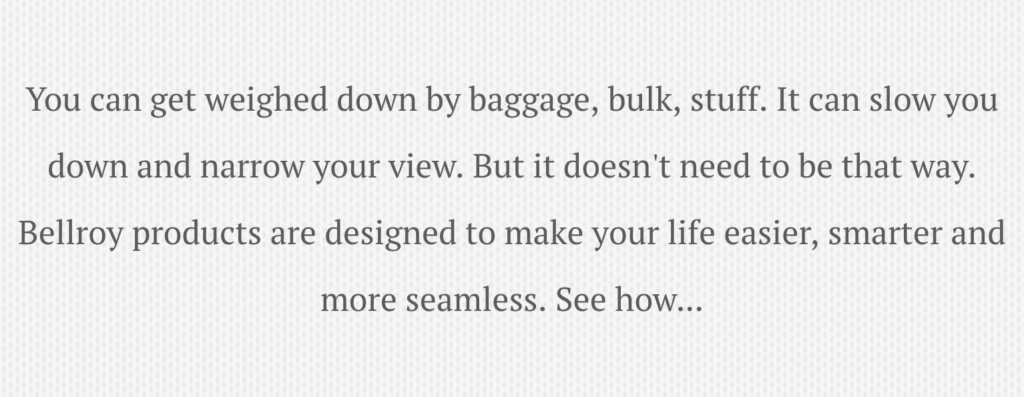 You can get weighed down by baggage, bulk, stuff. It can slow you
down and narrow your view. But it doesn't need to be that way.
Bellroy products are designed to make your life easier, smarter and
more seamless. See how...